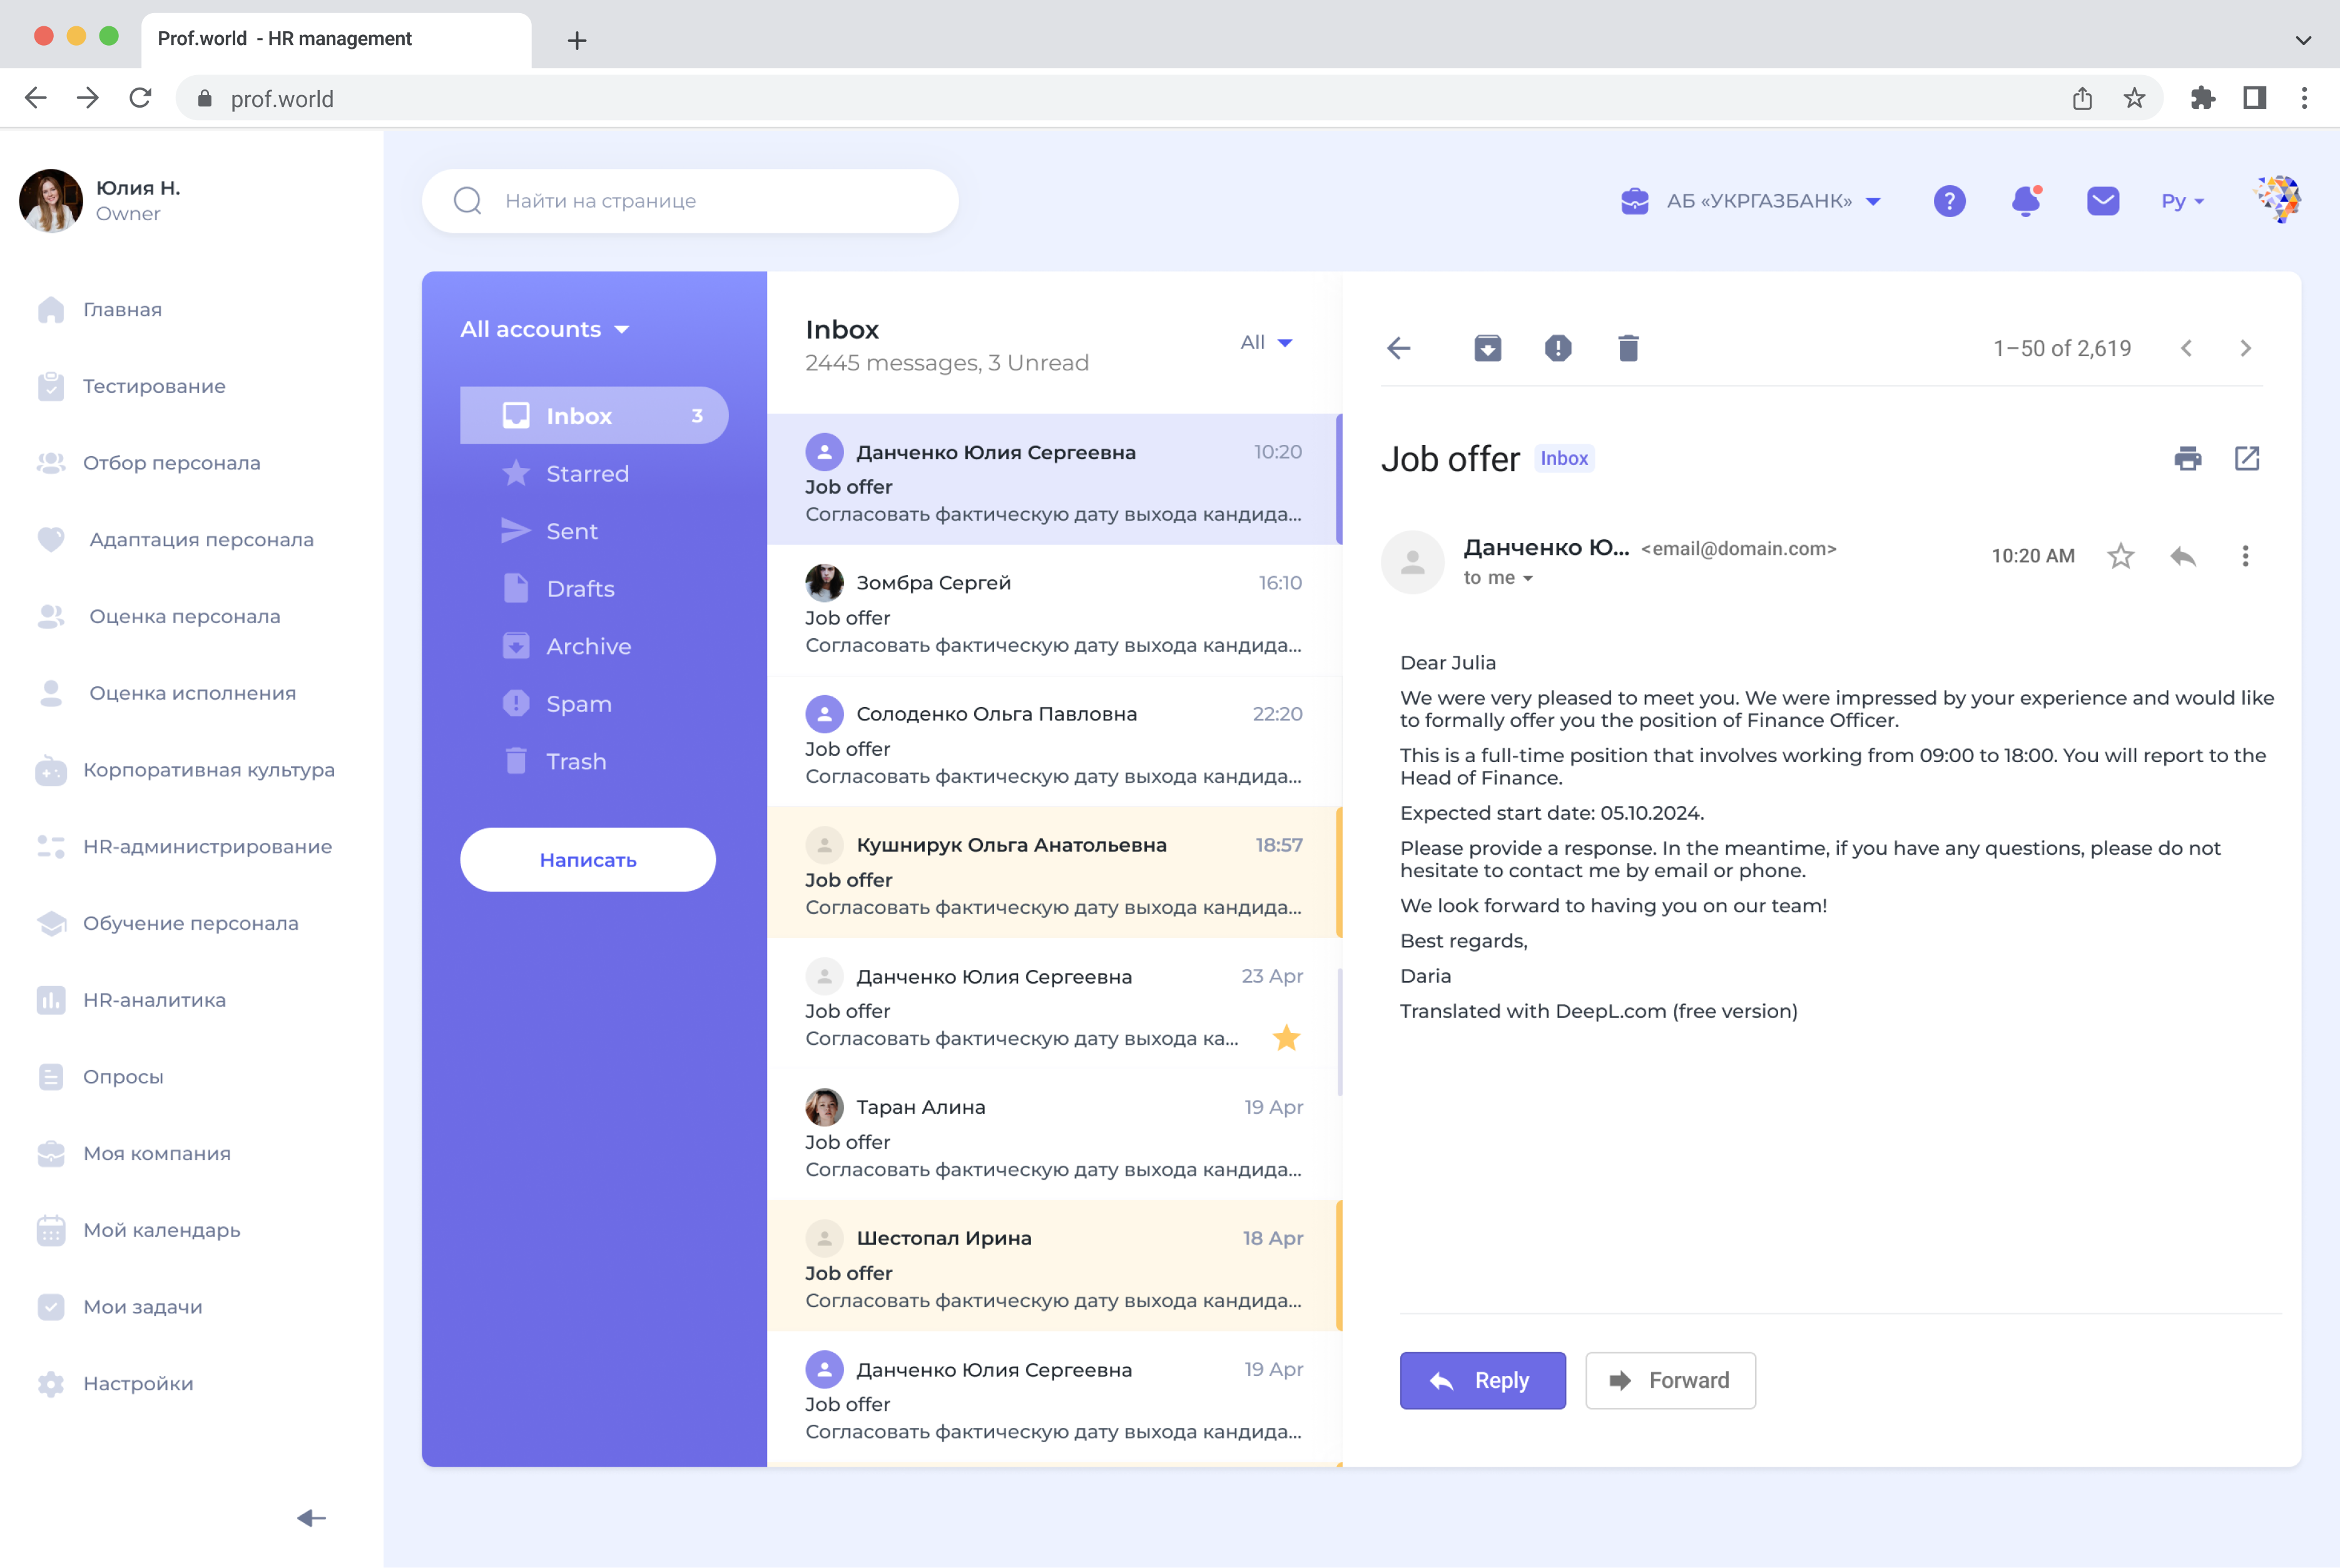 Prof.world - HR management
prof.world
Юлия Н.
Owner
Главная
Тестирование
Отбор персонала
Адаптация персонала
Оценка персонала
Оценка исполнения
Корпоративная культура
HR-администрирование
Обучение персонала
HR-аналитика
Опросы
Моя компания
Мой календарь
Мои задачи
Настройки
Найти на странице
АБ «УКРГАЗБАНК»
?
Ру
All accounts
Inbox 3
Starred
Sent
Drafts
Archive
Spam
Trash
Написать
Inbox
2445 messages, 3 Unread
All
Данченко Юлия Сергеевна 10:20
Job offer
Согласовать фактическую дату выхода кандида...
Зомбра Сергей 16:10
Job offer
Согласовать фактическую дату выхода кандида...
Солоденко Ольга Павловна 22:20
Job offer
Согласовать фактическую дату выхода кандида...
Кушнирук Ольга Анатольевна 18:57
Job offer
Согласовать фактическую дату выхода кандида...
Данченко Юлия Сергеевна 23 Apr
Job offer
Согласовать фактическую дату выхода ка...
Таран Алина 19 Apr
Job offer
Согласовать фактическую дату выхода кандида...
Шестопал Ирина 18 Apr
Job offer
Согласовать фактическую дату выхода кандида...
Данченко Юлия Сергеевна 19 Apr
Job offer
Согласовать фактическую дату выхода кандида...
1–50 of 2,619
Job offer Inbox
Данченко Ю... <email@domain.com>
to me
10:20 AM
Dear Julia
We were very pleased to meet you. We were impressed by your experience and would like
to formally offer you the position of Finance Officer.
This is a full-time position that involves working from 09:00 to 18:00. You will report to the
Head of Finance.
Expected start date: 05.10.2024.
Please provide a response. In the meantime, if you have any questions, please do not
hesitate to contact me by email or phone.
We look forward to having you on our team!
Best regards,
Daria
Translated with DeepL.com (free version)
Reply
Forward